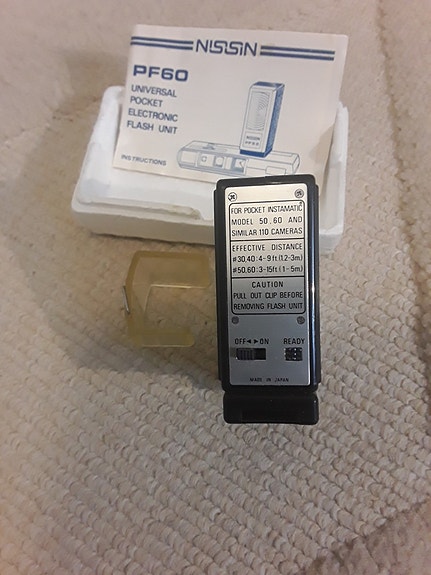 NISSIN
PF60
UNIVERSAL
POCKET
ELECTRONIC
FLASH UNIT
NISSIN
PF60
INSTRUCTIONS
FOR POCKET INSTAMATIC
MODEL 50, 60 AND
SIMILAR 110 CAMERAS
EFFECTIVE DISTANCE
#30,40:4-9ft(1.2-3m)
#50,60:3-15ft(1-5m)
CAUTION
PULL OUT CLIP BEFORE
REMOVING FLASH UNIT
OFF◄►ON READY
MADE IN JAPAN